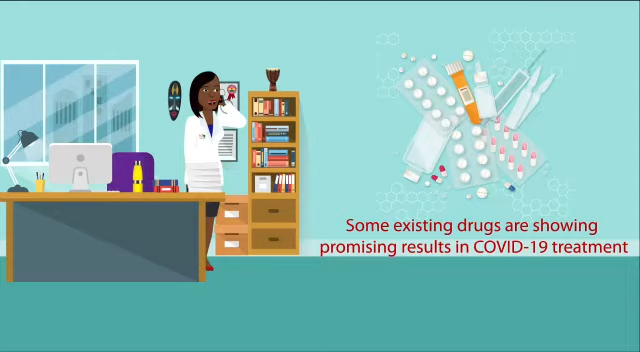 Some existing drugs are showing
promising results in COVID-19 treatment